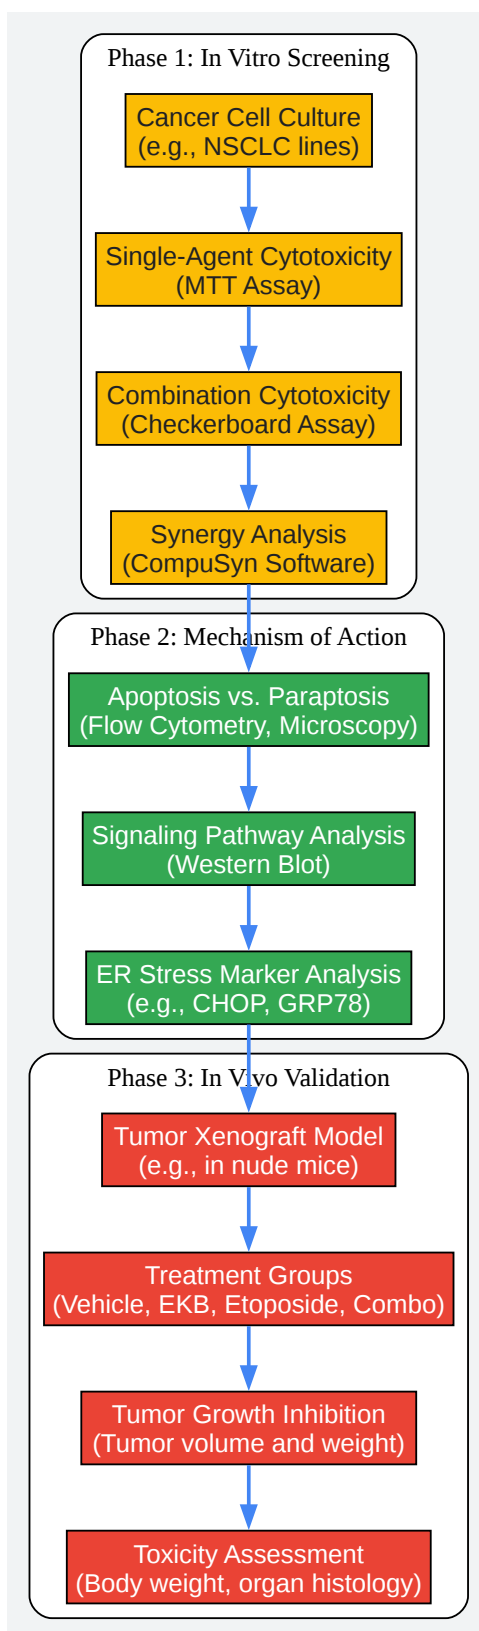 Phase 1: In Vitro Screening
Cancer Cell Culture
(e.g., NSCLC lines)
Single-Agent Cytotoxicity
(MTT Assay)
Combination Cytotoxicity
(Checkerboard Assay)
Synergy Analysis
(CompuSyn Software)
Phase 2: Mechanism of Action
Apoptosis vs. Paraptosis
(Flow Cytometry, Microscopy)
Signaling Pathway Analysis
(Western Blot)
ER Stress Marker Analysis
(e.g., CHOP, GRP78)
Phase 3: In Vivo Validation
Tumor Xenograft Model
(e.g., in nude mice)
Treatment Groups
(Vehicle, EKB, Etoposide, Combo)
Tumor Growth Inhibition
(Tumor volume and weight)
Toxicity Assessment
(Body weight, organ histology)